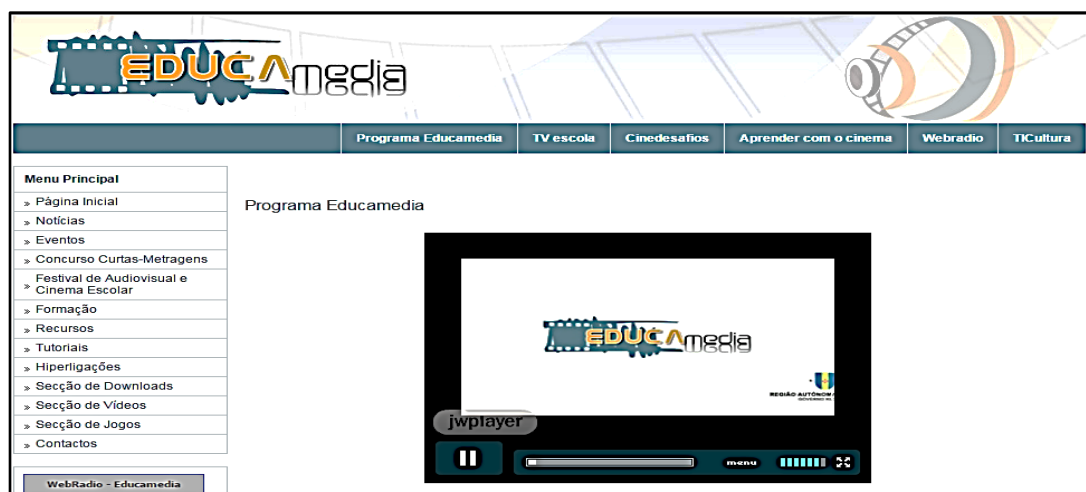 EDUCAmedia
Programa Educamedia
TV escola
Cinedesafios
Aprender com o cinema
Webradio
TICultura
Menu Principal
» Página Inicial
» Notícias
» Eventos
» Concurso Curtas-Metragens
» Festival de Audiovisual e
Cinema Escolar
» Formação
» Recursos
» Tutoriais
» Hiperligações
» Secção de Downloads
» Secção de Vídeos
» Secção de Jogos
» Contactos
WebRadio - Educamedia
Programa Educamedia
EDUCAmedia
REGIÃO AUTÓNOM
jwplayer
menu